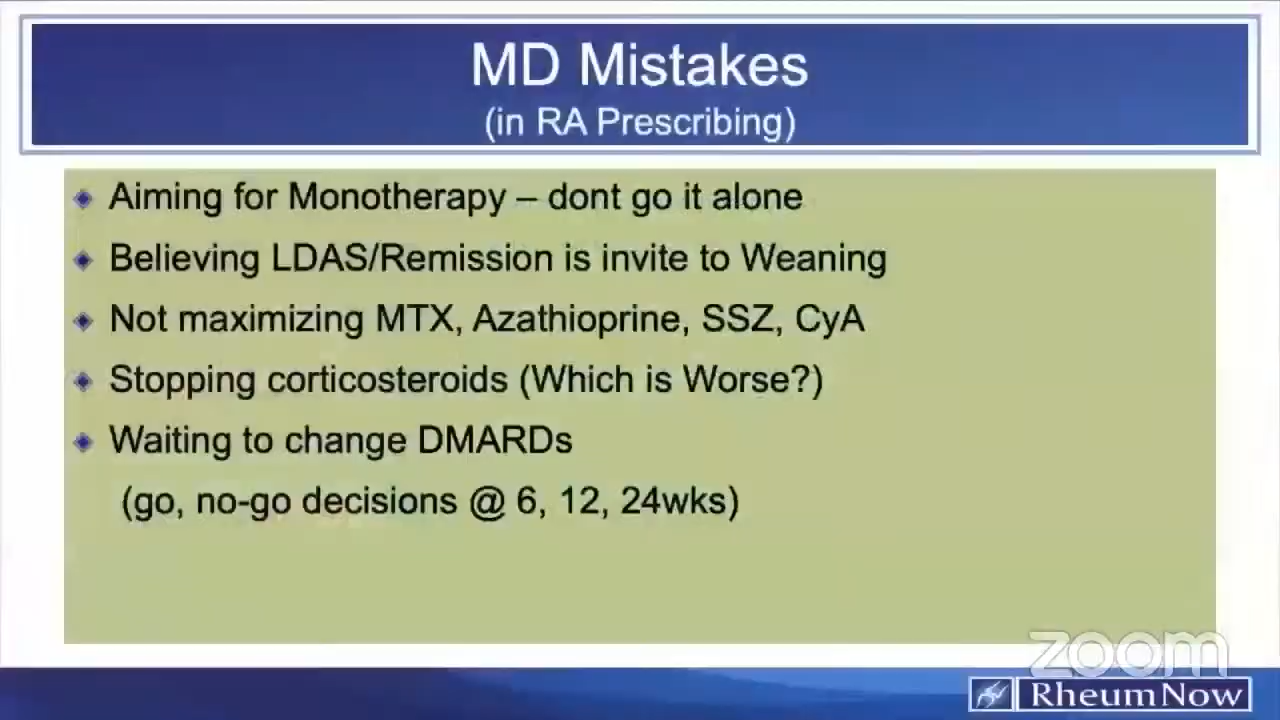 MD Mistakes
(in RA Prescribing)
Aiming for Monotherapy – dont go it alone
Believing LDAS/Remission is invite to Weaning
Not maximizing MTX, Azathioprine, SSZ, CyA
Stopping corticosteroids (Which is Worse?)
Waiting to change DMARDs
(go, no-go decisions @ 6, 12, 24wks)
zoom
RheumNow